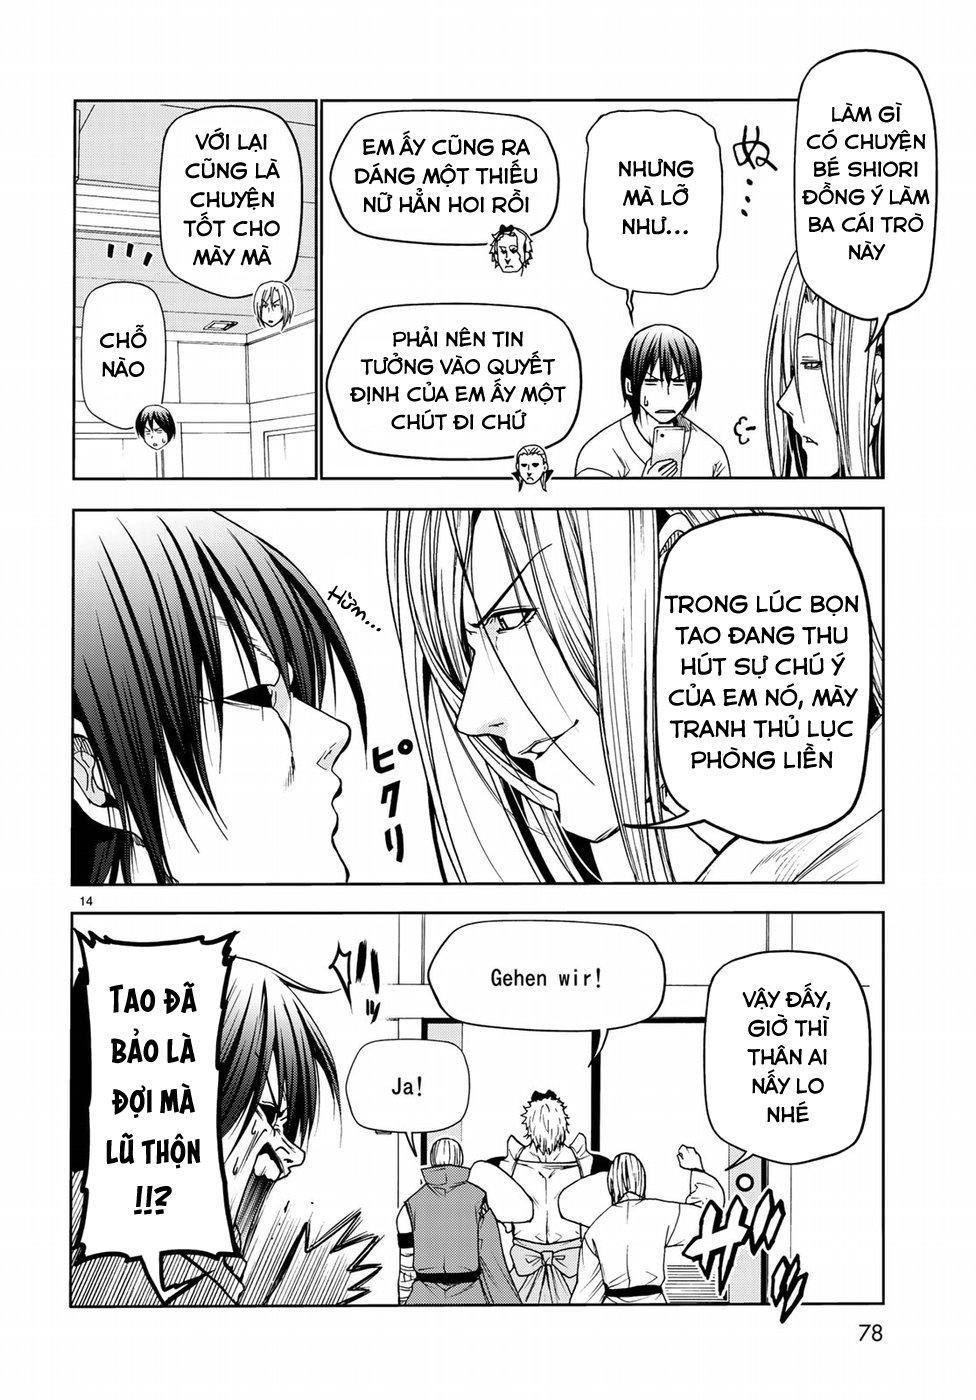 LÀM GÌ
CÓ CHUYỆN
BÉ SHIORI
ĐỒNG Ý LÀM
BA CÁI TRÒ
NÀY
ぬ...
NHƯNG
MÀ LỠ
NHƯ...
EM ẤY CŨNG RA
DÁNG MỘT THIẾU
NỮ HẲN HOI RỒI
PHẢI NÊN TIN
TƯỞNG VÀO QUYẾT
ĐỊNH CỦA EM ẤY MỘT
CHÚT ĐI CHỨ
VỚI LẠI
CŨNG LÀ
CHUYỆN
TỐT CHO
MÀY MÀ
CHỖ
NÀO
TRONG LÚC BỌN
TAO ĐANG THU
HÚT SỰ CHÚ Ý
CỦA EM NÓ, MÀY
TRANH THỦ LỤC
PHÒNG LIỀN
Hừm...
ピクリ
14
VẬY ĐẤY,
GIỜ THÌ
THÂN AI
NẤY LO
NHÉ
Gehen wir!
Ja!
TAO ĐÃ
BẢO LÀ
ĐỢI MÀ
LŨ THỘN
!!?
78